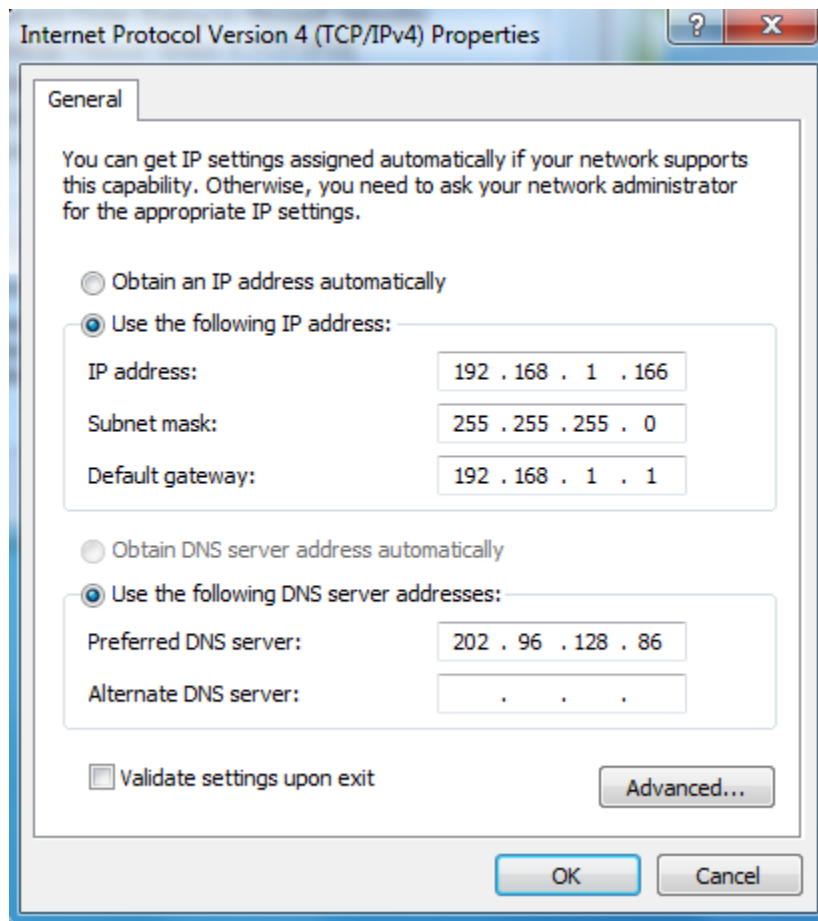 Internet Protocol Version 4 (TCP/IPv4) Properties
General
You can get IP settings assigned automatically if your network supports
this capability. Otherwise, you need to ask your network administrator
for the appropriate IP settings.
Obtain an IP address automatically
Use the following IP address:
IP address: 192 . 168 . 1 . 166
Subnet mask: 255 . 255 . 255 . 0
Default gateway: 192 . 168 . 1 . 1
Obtain DNS server address automatically
Use the following DNS server addresses:
Preferred DNS server: 202 . 96 . 128 . 86
Alternate DNS server: . . .
Validate settings upon exit
Advanced...
OK Cancel